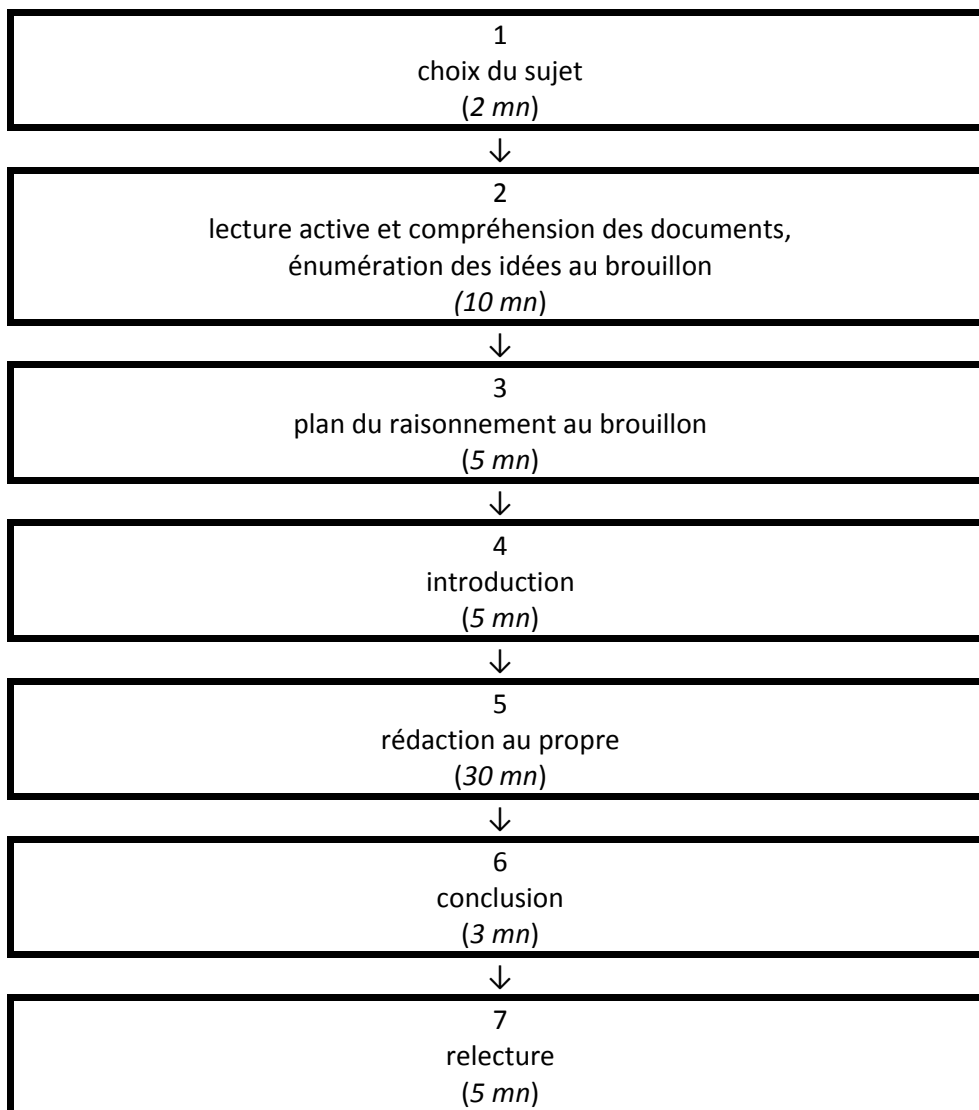 1
choix du sujet
(2 mn)
↓
2
lecture active et compréhension des documents,
énumération des idées au brouillon
(10 mn)
↓
3
plan du raisonnement au brouillon
(5 mn)
↓
4
introduction
(5 mn)
↓
5
rédaction au propre
(30 mn)
↓
6
conclusion
(3 mn)
↓
7
relecture
(5 mn)